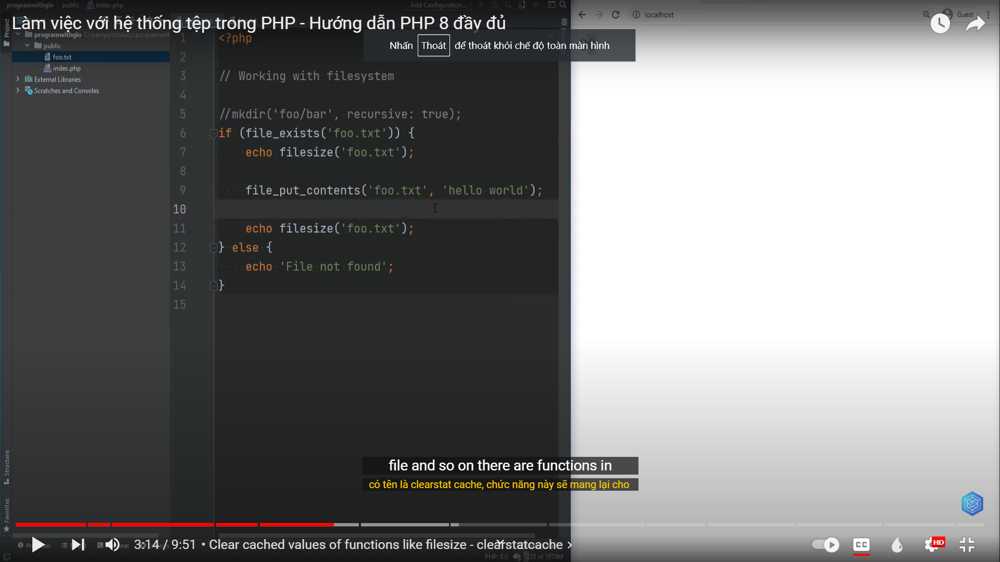 programwithgio
public
index.php
Add Configuration...
localhost
Guest
Làm việc với hệ thống tệp trong PHP - Hướng dẫn PHP 8 đầy đủ
Nhấn Thoát để thoát khỏi chế độ toàn màn hình
Project
programwithgio C:\xampp\htdocs\programwith
public
foo.txt
index.php
External Libraries
Scratches and Consoles
1 <?php
2
3 // Working with filesystem
4
5 //mkdir('foo/bar', recursive: true);
6 if (file_exists('foo.txt')) {
7 echo filesize('foo.txt');
8
9 file_put_contents('foo.txt', 'hello world');
10
11 echo filesize('foo.txt');
12 } else {
13 echo 'File not found';
14 }
15
Structure
Favorites
file and so on there are functions in
có tên là clearstat cache, chức năng này sẽ mang lại cho
3:14 / 9:51 • Clear cached values of functions like filesize - clearstatcache
CC
HD
PHP: 8.0
228 of 1974M